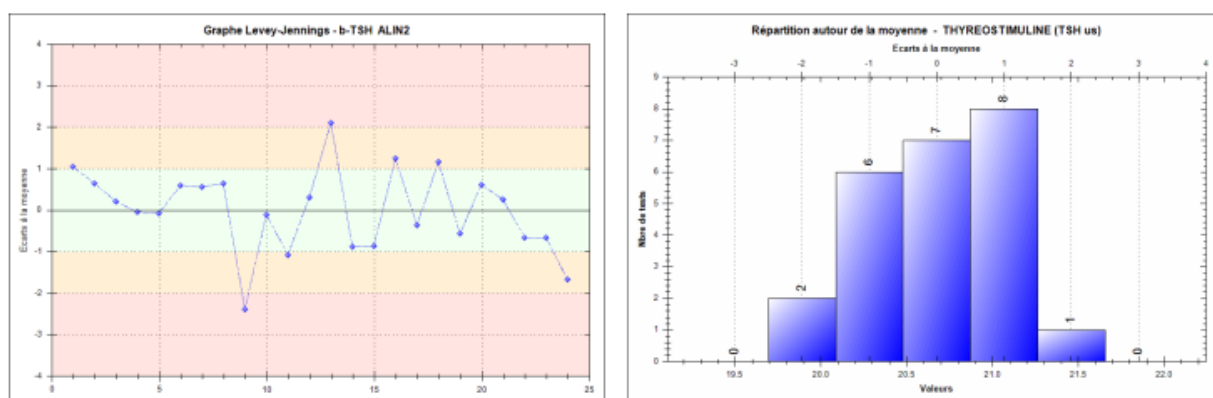 Graphe Levey-Jennings - b-TSH ALIN2
Ecarts à la moyenne
4
3
2
1
0
-1
-2
-3
-4
0 5 10 15 20 25
Répartition autour de la moyenne - THYREOSTIMULINE (TSH us)
Ecarts à la moyenne
-3 -2 -1 0 1 2 3 4
Nbre de tests
9
8
7
6
5
4
3
2
1
0
0 2 6 7 8 1 0
19.5 20.0 20.5 21.0 21.5 22.0
Valeurs